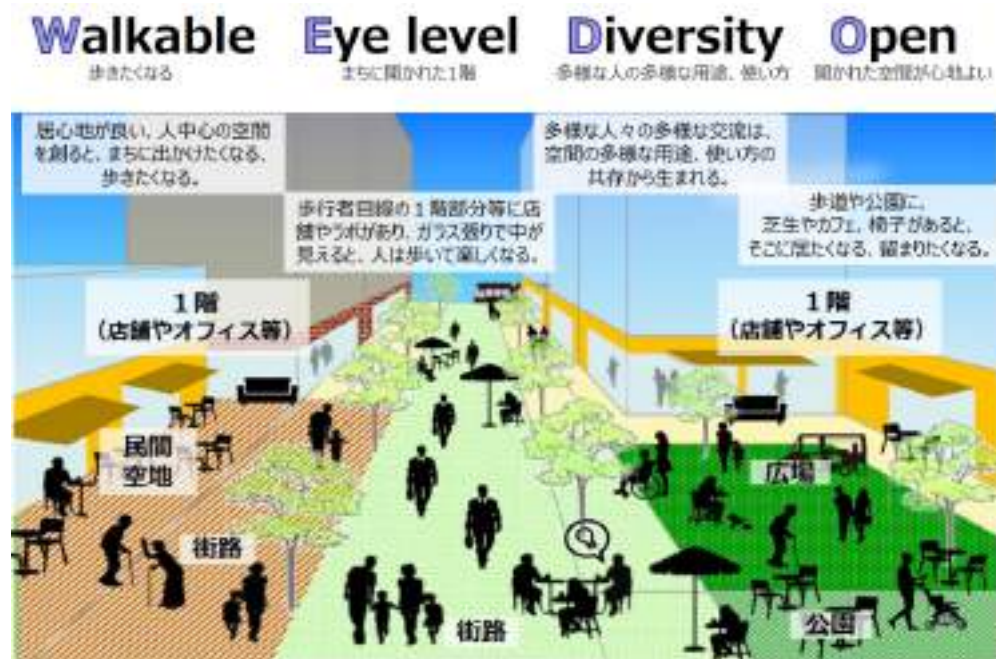 Walkable
歩きたくなる
Eye level
まちに開かれた1階
Diversity
多様な人の多様な用途、使い方
Open
開かれた空間が心地よい
居心地が良い、人中心の空間
を創ると、まちに出かけたくなる、
歩きたくなる。
歩行者目線の1階部分等に店
舗やラボがあり、ガラス張りで中が
見えると、人は歩いて楽しくなる。
多様な人々の多様な交流は、
空間の多様な用途、使い方の
共存から生まれる。
歩道や公園に、
芝生やカフェ、椅子があると、
そこに居たくなる、留まりたくなる。
1階
（店舗やオフィス等）
1階
（店舗やオフィス等）
民間
空地
広場
街路
街路
公園